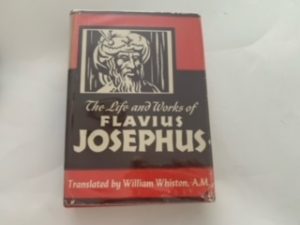 The Life and Works of
FLAVIUS
JOSEPHUS
Translated by William Whiston, A.M.